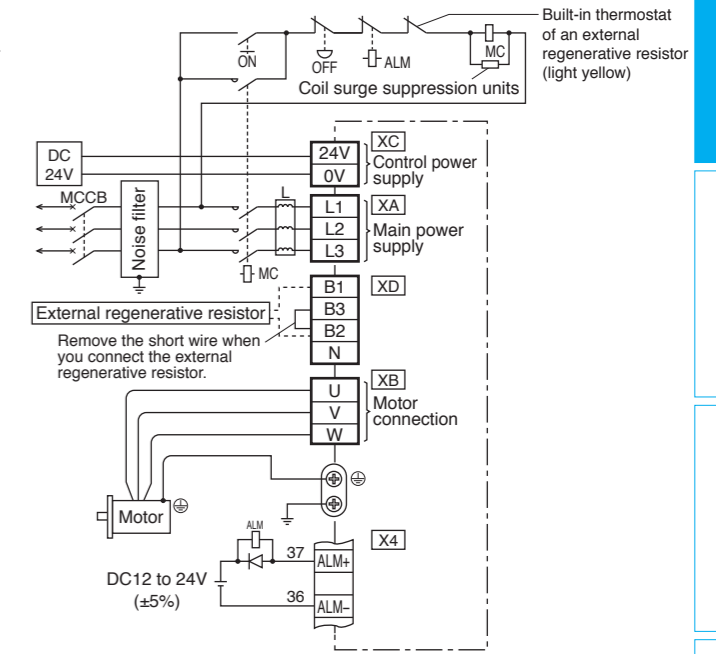 Built-in thermostat
of an external
regenerative resistor
(light yellow)
ON
OFF
ALM
MC
Coil surge suppression units
DC
24V
24V
0V
XC
Control power
supply
MCCB
Noise filter
L
L1
L2
L3
XA
Main power
supply
MC
External regenerative resistor
B1
B3
B2
N
XD
Remove the short wire when
you connect the external
regenerative resistor.
U
V
W
XB
Motor
connection
Motor
ALM
DC12 to 24V
(±5%)
37
36
ALM+
ALM−
X4